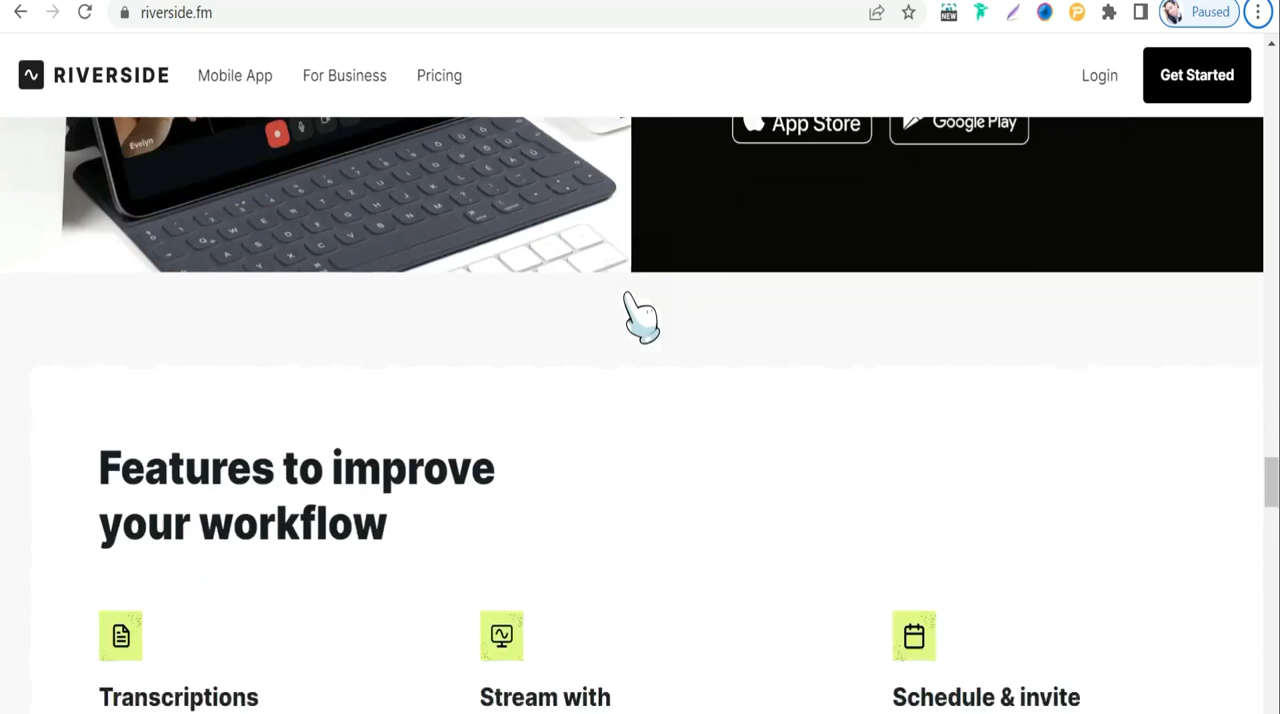 riverside.fm
NEW
Paused
RIVERSIDE
Mobile App
For Business
Pricing
Login
Get Started
Evelyn
App Store
Google Play
Features to improve
your workflow
Transcriptions
Stream with
Schedule & invite